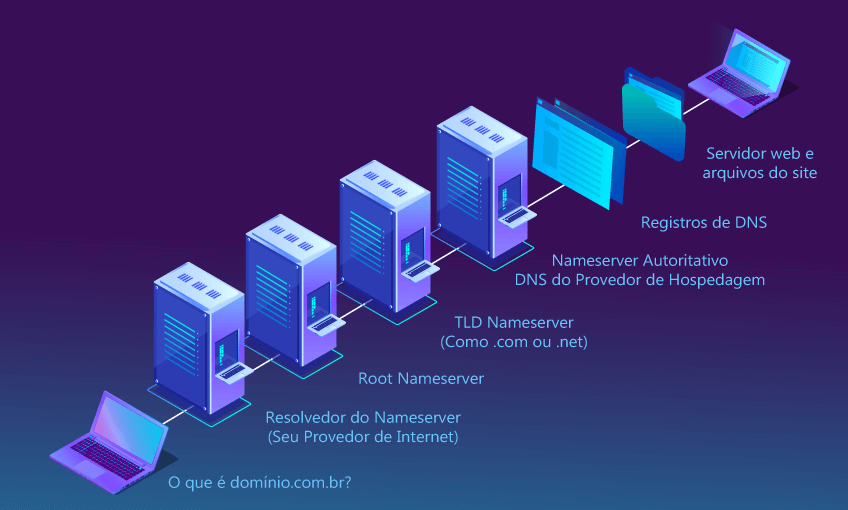 Servidor web e
arquivos do site
Registros de DNS
Nameserver Autoritativo
DNS do Provedor de Hospedagem
TLD Nameserver
(Como .com ou .net)
Root Nameserver
Resolvedor do Nameserver
(Seu Provedor de Internet)
O que é domínio.com.br?